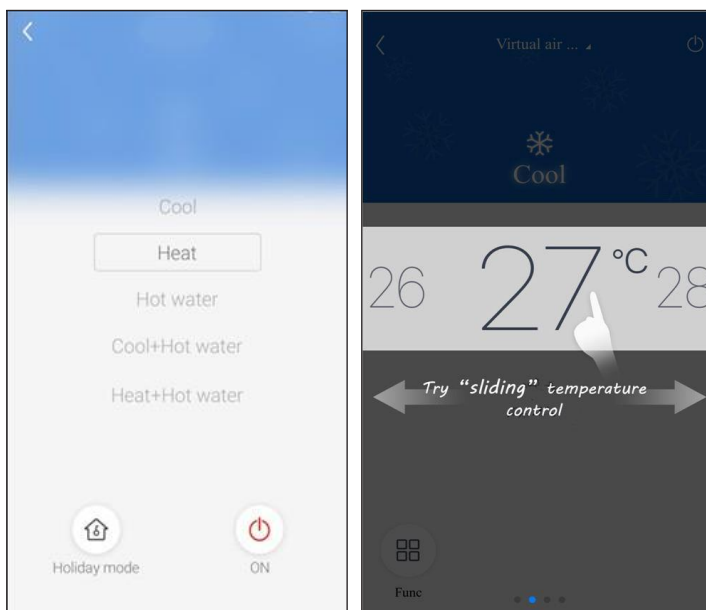 Cool
Heat
Hot water
Cool+Hot water
Heat+Hot water
Holiday mode
ON
Virtual air ...
Cool
26 27°C 28
Try “sliding” temperature
control
Func